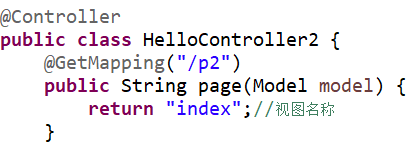 @Controller
public class HelloController2 {
    @GetMapping("/p2")
    public String page(Model model) {
        return "index";//视图名称
    }